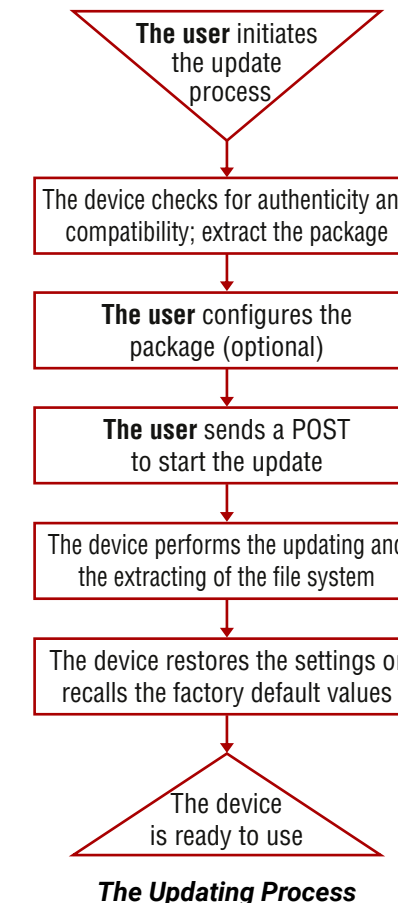 The user initiates
the update
process
The device checks for authenticity an
compatibility; extract the package
The user configures the
package (optional)
The user sends a POST
to start the update
The device performs the updating and
the extracting of the file system
The device restores the settings or
recalls the factory default values
The device
is ready to use
The Updating Process